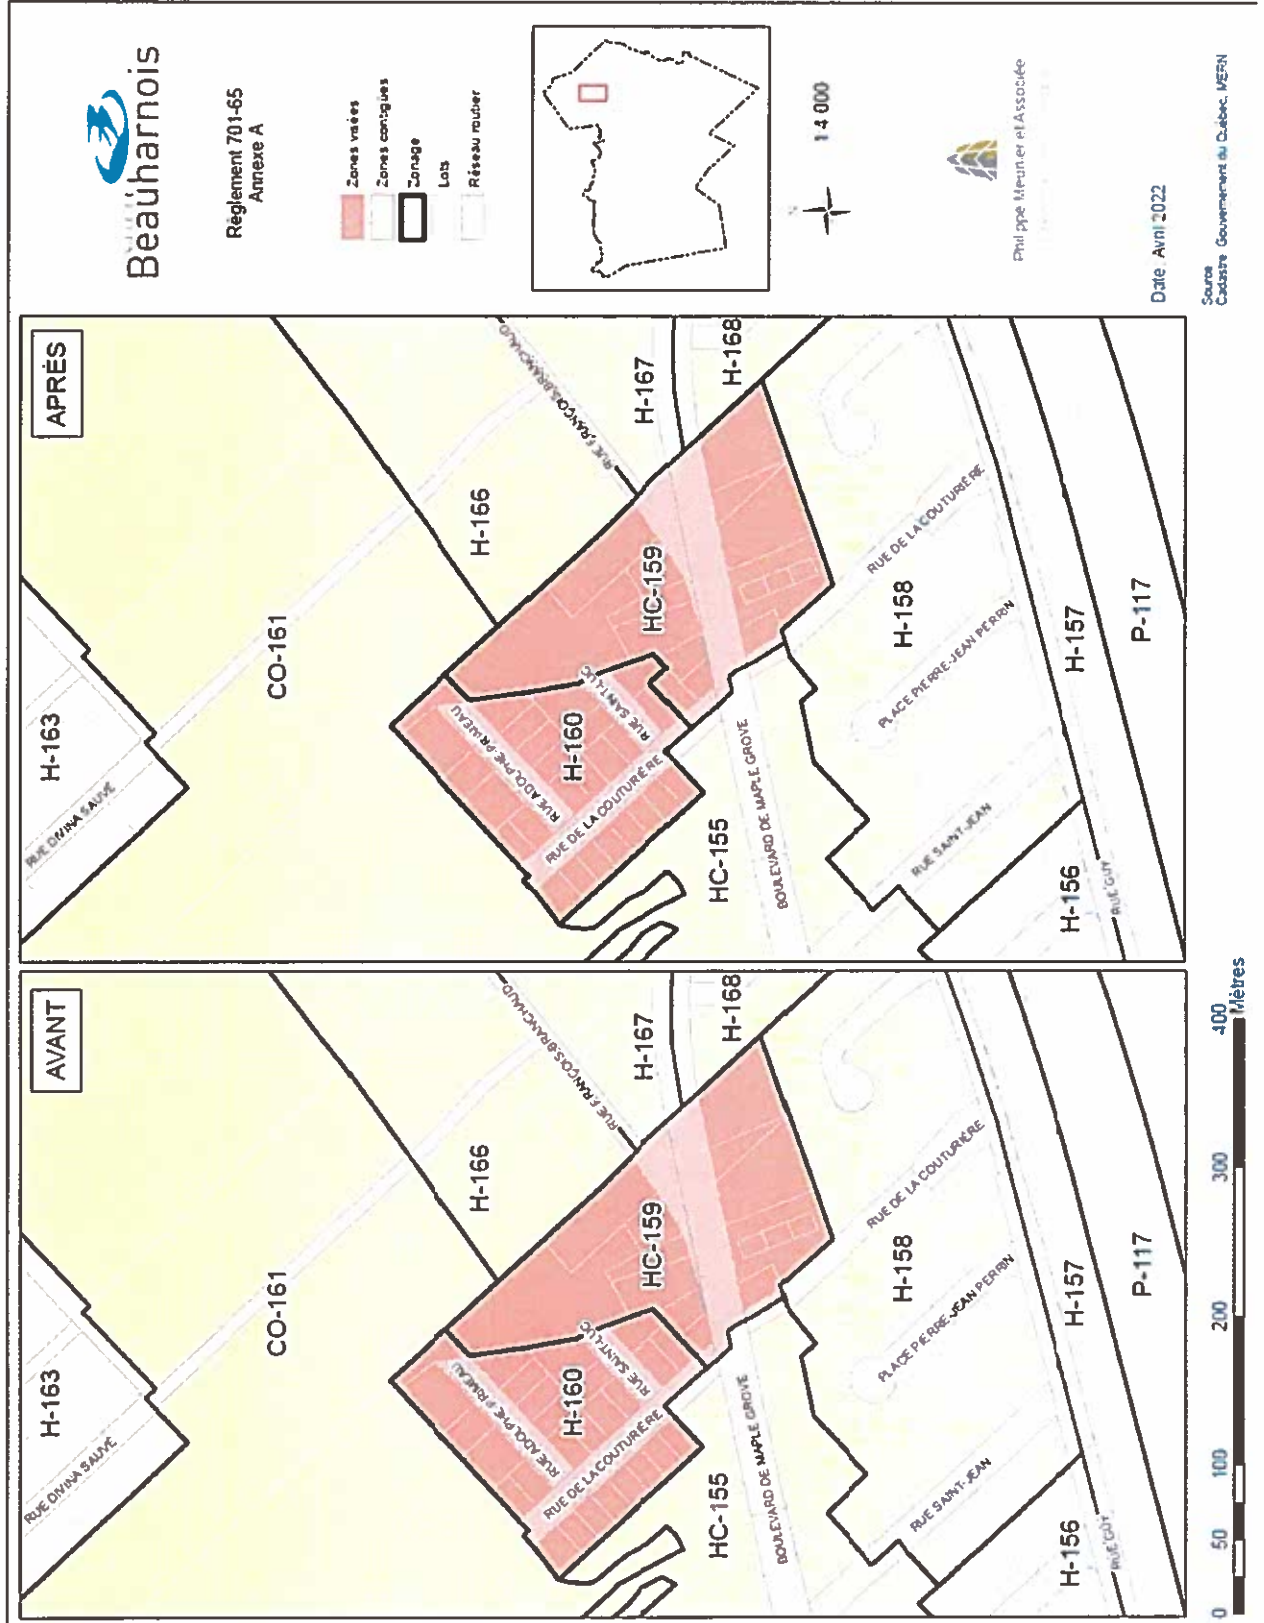 AVANT
H-163
RUE DIVINA SAUVÉ
CO-161
H-166
RUE FRANÇOIS-BRANCHAUD
H-167
H-168
HC-159
H-160
RUE ADOLPHE-PRIMEAU
RUE SAINT-LUC
RUE DE LA COUTURIÈRE
HC-155
BOULEVARD DE MAPLE GROVE
RUE DE LA COUTURIÈRE
H-158
PLACE PIERRE-JEAN PERRIN
RUE SAINT-JEAN
H-157
H-156
RUE GUY
P-117
APRÈS
H-163
RUE DIVINA SAUVÉ
CO-161
H-166
RUE FRANÇOIS-BRANCHAUD
H-167
H-168
HC-159
H-160
RUE ADOLPHE-PRIMEAU
RUE SAINT-LUC
RUE DE LA COUTURIÈRE
HC-155
BOULEVARD DE MAPLE GROVE
RUE DE LA COUTURIÈRE
H-158
PLACE PIERRE-JEAN PERRIN
RUE SAINT-JEAN
H-157
H-156
RUE GUY
P-117
0 50 100 200 300 400
Mètres
Beauharnois
Règlement 701-65
Annexe A
Zones visées
Zones contiguës
Zonage
Lots
Réseau routier
N
1:4 000
Philippe Meunier et Associée
Date: Avril 2022
Source
Cadastre Gouvernement du Québec, MERN